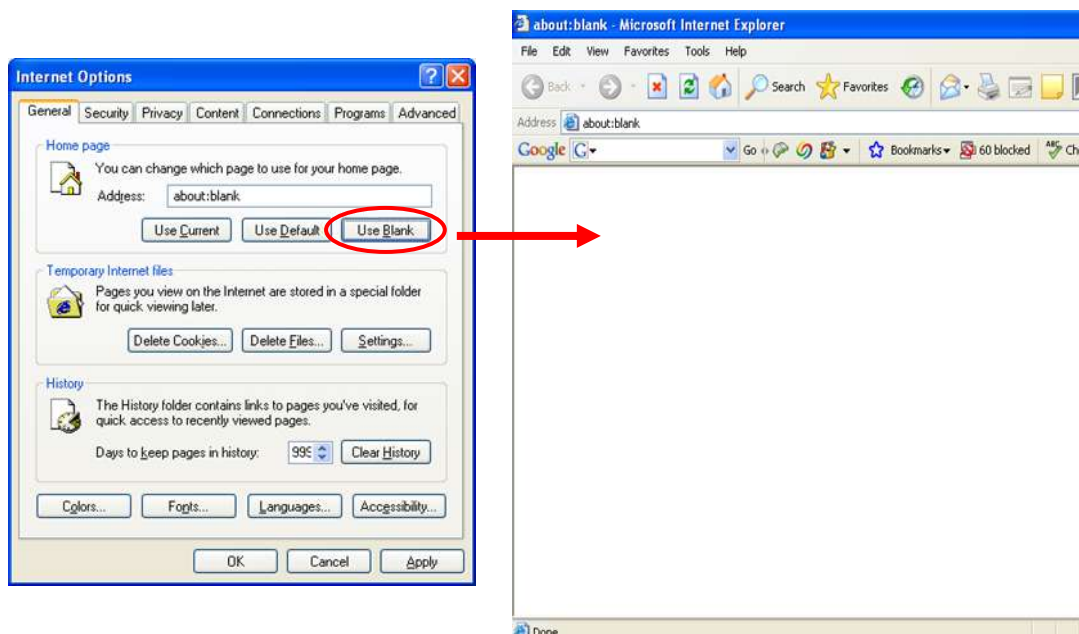 Internet Options
General Security Privacy Content Connections Programs Advanced
Home page
You can change which page to use for your home page.
Address: about:blank
Use Current Use Default Use Blank
Temporary Internet files
Pages you view on the Internet are stored in a special folder
for quick viewing later.
Delete Cookies... Delete Files... Settings...
History
The History folder contains links to pages you've visited, for
quick access to recently viewed pages.
Days to keep pages in history: 999 Clear History
Colors... Fonts... Languages... Accessibility...
OK Cancel Apply
about:blank - Microsoft Internet Explorer
File Edit View Favorites Tools Help
Back Search Favorites
Address about:blank
Google G Go Bookmarks 60 blocked ABC Ch
Done